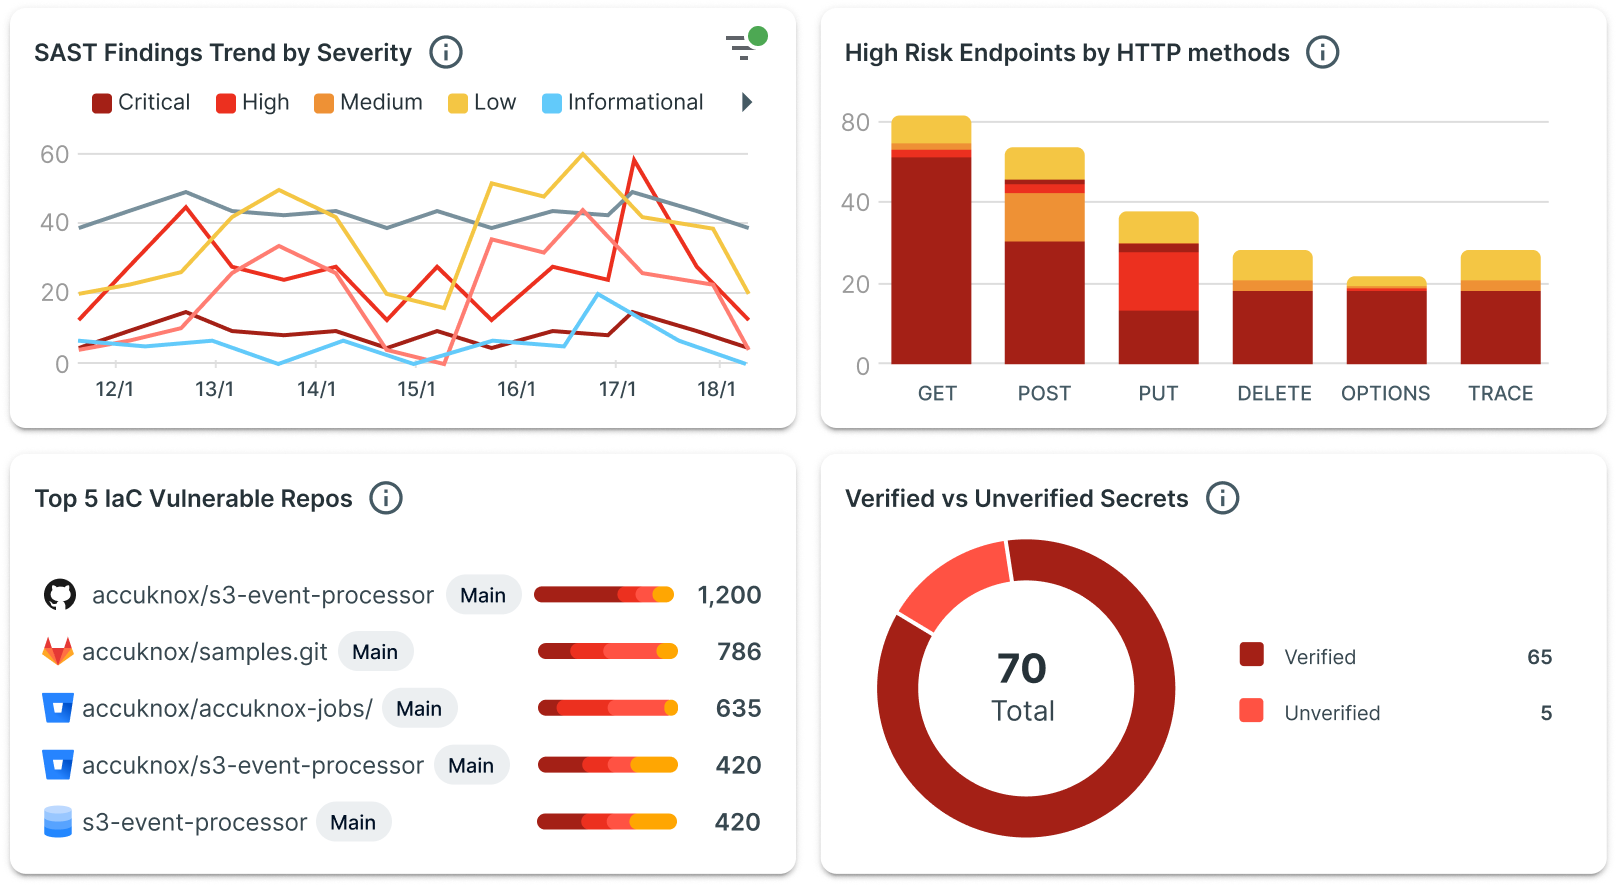 SAST Findings Trend by Severity
Critical High Medium Low Informational
60
40
20
0
12/1 13/1 14/1 15/1 16/1 17/1 18/1
High Risk Endpoints by HTTP methods
80
40
20
0
GET POST PUT DELETE OPTIONS TRACE
Top 5 IaC Vulnerable Repos
accuknox/s3-event-processor Main 1,200
accuknox/samples.git Main 786
accuknox/accuknox-jobs/ Main 635
accuknox/s3-event-processor Main 420
s3-event-processor Main 420
Verified vs Unverified Secrets
70
Total
Verified 65
Unverified 5